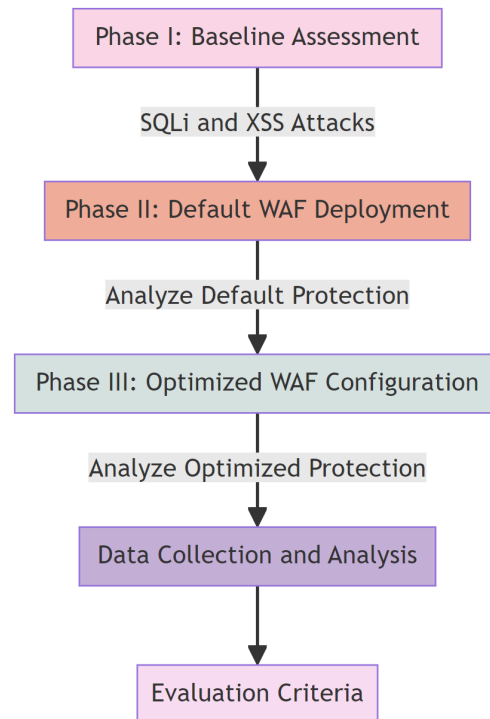 Phase I: Baseline Assessment
SQLi and XSS Attacks
Phase II: Default WAF Deployment
Analyze Default Protection
Phase III: Optimized WAF Configuration
Analyze Optimized Protection
Data Collection and Analysis
Evaluation Criteria